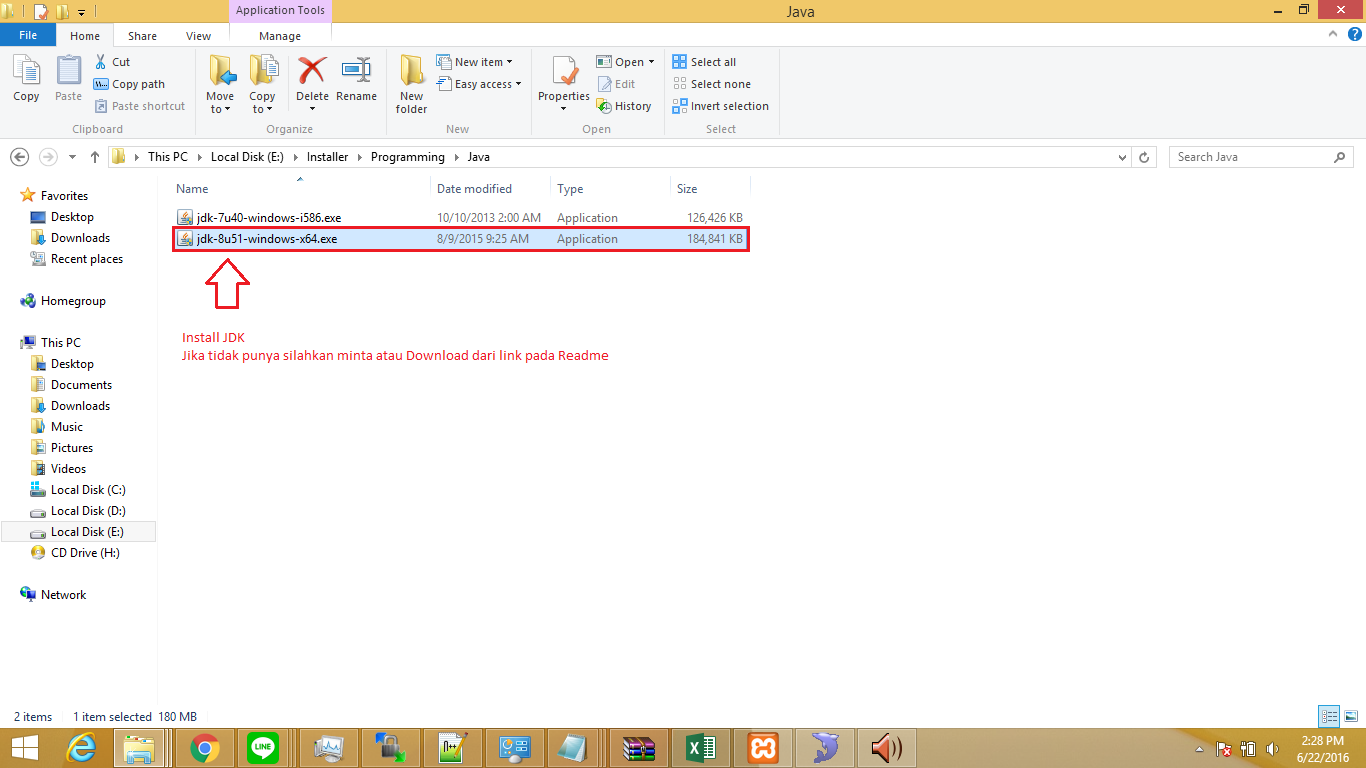 Application Tools
Java
File
Home
Share
View
Manage
Copy
Paste
Cut
Copy path
Paste shortcut
Clipboard
Move to
Copy to
Delete
Rename
Organize
New folder
New item
Easy access
New
Properties
Open
Edit
History
Open
Select all
Select none
Invert selection
Select
This PC
Local Disk (E:)
Installer
Programming
Java
Search Java
Favorites
Desktop
Downloads
Recent places
Homegroup
This PC
Desktop
Documents
Downloads
Music
Pictures
Videos
Local Disk (C:)
Local Disk (D:)
Local Disk (E:)
CD Drive (H:)
Network
Name Date modified Type Size
jdk-7u40-windows-i586.exe 10/10/2013 2:00 AM Application 126,426 KB
jdk-8u51-windows-x64.exe 8/9/2015 9:25 AM Application 184,841 KB
Install JDK
Jika tidak punya silahkan minta atau Download dari link pada Readme
2 items 1 item selected 180 MB
LINE
2:28 PM
6/22/2016